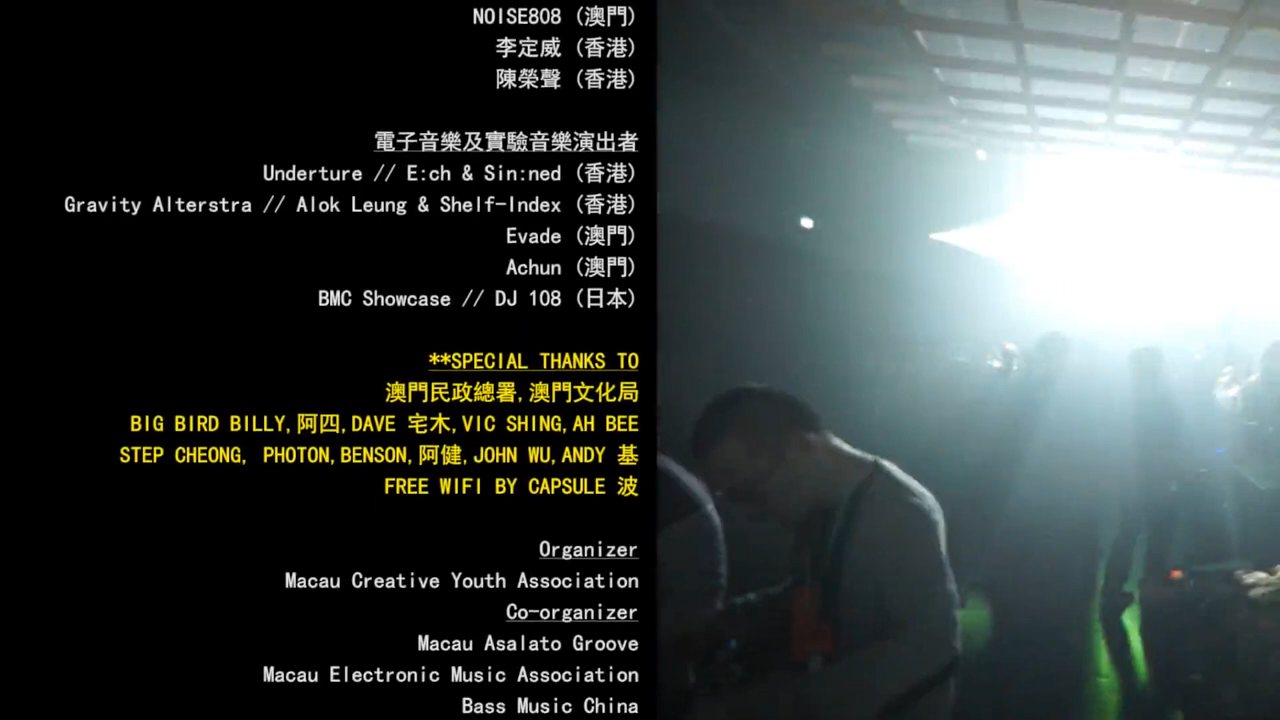 NOISE808 (澳門)
李定威 (香港)
陳榮聲 (香港)
電子音樂及實驗音樂演出者
Underture // E:ch & Sin:ned (香港)
Gravity Alterstra // Alok Leung & Shelf-Index (香港)
Evade (澳門)
Achun (澳門)
BMC Showcase // DJ 108 (日本)
**SPECIAL THANKS TO
澳門民政總署,澳門文化局
BIG BIRD BILLY,阿四,DAVE 宅木,VIC SHING,AH BEE
STEP CHEONG, PHOTON,BENSON,阿健,JOHN WU,ANDY 基
FREE WIFI BY CAPSULE 波
Organizer
Macau Creative Youth Association
Co-organizer
Macau Asalato Groove
Macau Electronic Music Association
Bass Music China